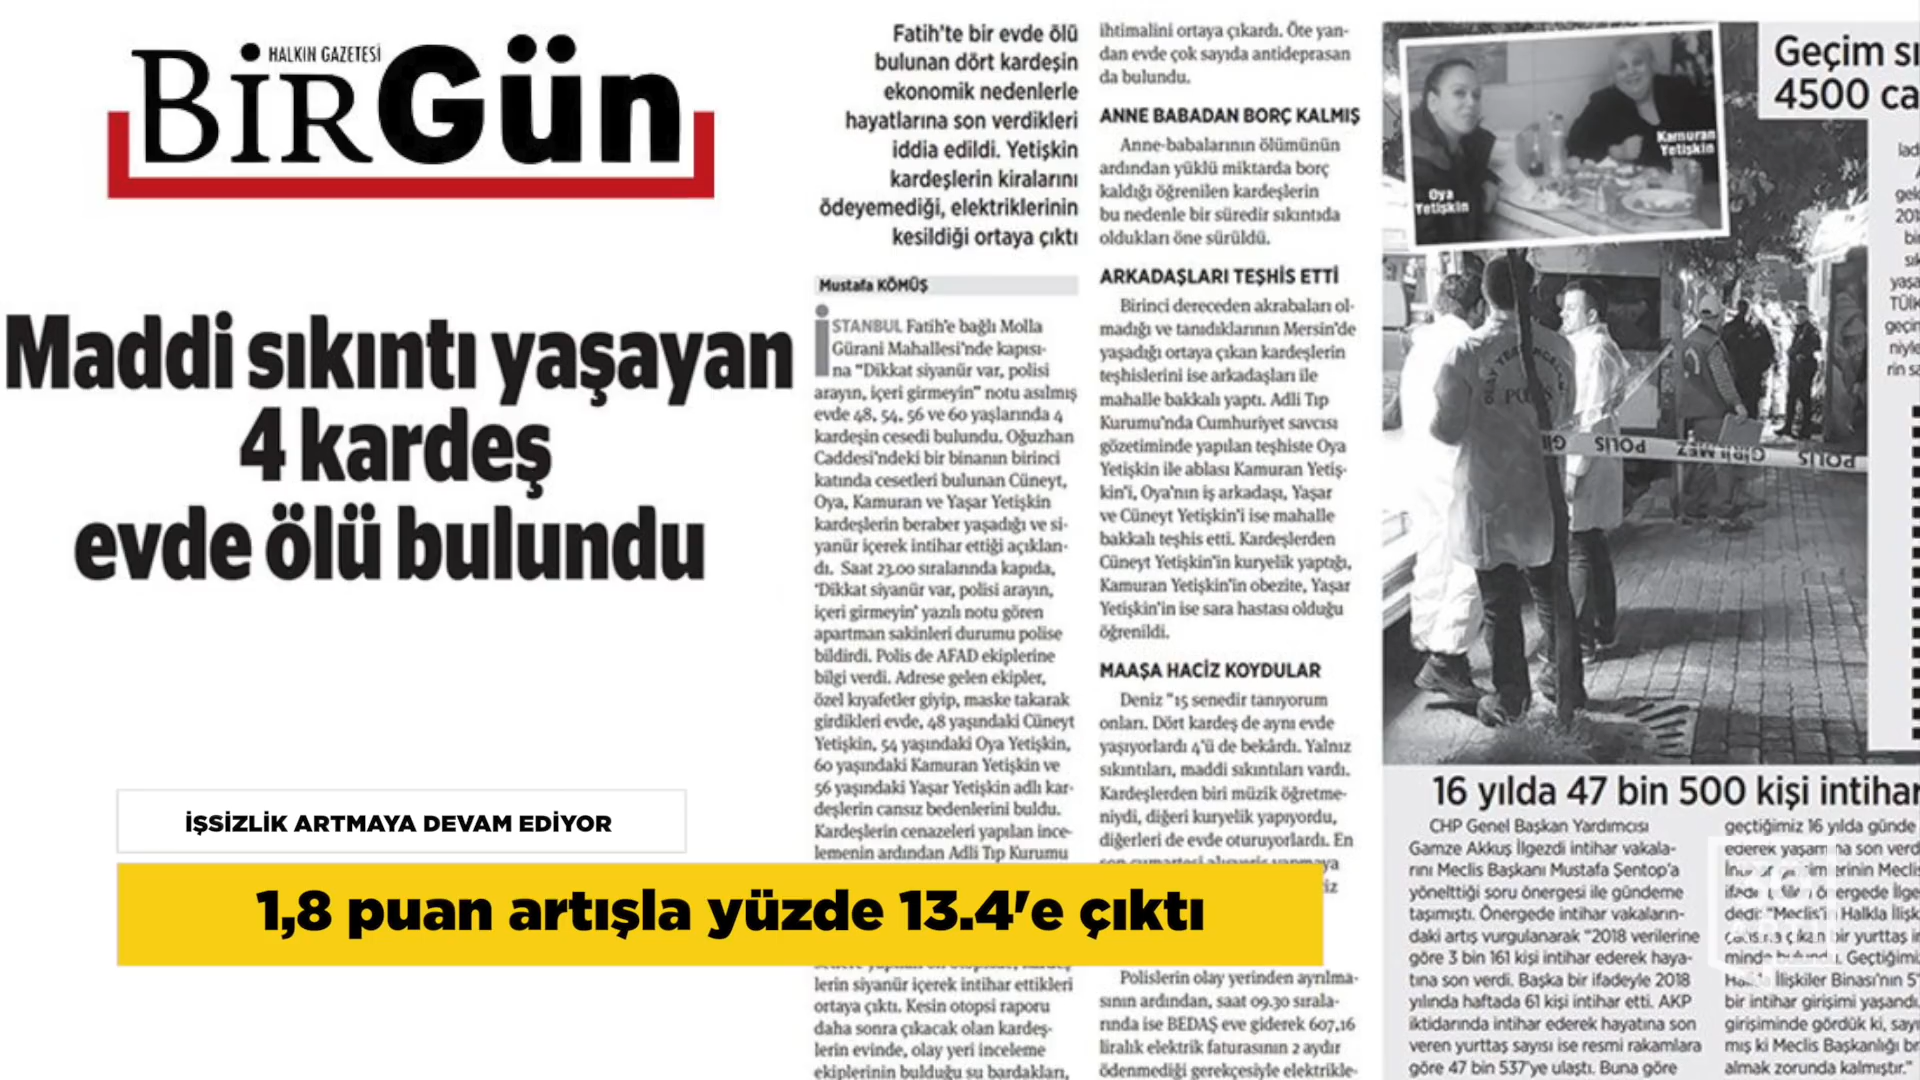 HALKIN GAZETESİ
BİRGün
Maddi sıkıntı yaşayan
4 kardeş
evde ölü bulundu
İŞSİZLİK ARTMAYA DEVAM EDİYOR
1,8 puan artışla yüzde 13.4'e çıktı
Fatih'te bir evde ölü
bulunan dört kardeşin
ekonomik nedenlerle
hayatlarına son verdikleri
iddia edildi. Yetişkin
kardeşlerin kiralarını
ödeyemediği, elektriklerinin
kesildiği ortaya çıktı
Mustafa KÖMÜŞ
İSTANBUL Fatih'e bağlı Molla
Gürani Mahallesi'nde kapısı-
na "Dikkat siyanür var, polisi
arayın, içeri girmeyin" notu asılmış
evde 48, 54, 56 ve 60 yaşlarında 4
kardeşin cesedi bulundu. Oğuzhan
Caddesi'ndeki bir binanın birinci
katında cesetleri bulunan Cüneyt,
Oya, Kamuran ve Yaşar Yetişkin
kardeşlerin beraber yaşadığı ve si-
yanür içerek intihar ettiği açıklan-
dı. Saat 23.00 sıralarında kapıda,
'Dikkat siyanür var, polisi arayın,
içeri girmeyin' yazılı notu gören
apartman sakinleri durumu polise
bildirdi. Polis de AFAD ekiplerine
bilgi verdi. Adrese gelen ekipler,
özel kıyafetler giyip, maske takarak
girdikleri evde, 48 yaşındaki Cüneyt
Yetişkin, 54 yaşındaki Oya Yetişkin,
60 yaşındaki Kamuran Yetişkin ve
56 yaşındaki Yaşar Yetişkin adlı kar-
deşlerin cansız bedenlerini buldu.
Kardeşlerin cenazeleri yapılan ince-
lemenin ardından Adli Tıp Kurumu
lerin siyanür içerek intihar ettikleri
ortaya çıktı. Kesin otopsi raporu
daha sonra çıkacak olan kardeş-
lerin evinde, olay yeri inceleme
ekiplerinin bulduğu su bardakları,
ihtimalini ortaya çıkardı. Öte yan-
dan evde çok sayıda antideprasan
da bulundu.
ANNE BABADAN BORÇ KALMIŞ
Anne-babalarının ölümünün
ardından yüklü miktarda borç
kaldığı öğrenilen kardeşlerin
bu nedenle bir süredir sıkıntıda
oldukları öne sürüldü.
ARKADAŞLARI TEŞHİS ETTİ
Birinci dereceden akrabaları ol-
madığı ve tanıdıklarının Mersin'de
yaşadığı ortaya çıkan kardeşlerin
teşhislerini ise arkadaşları ile
mahalle bakkalı yaptı. Adli Tıp
Kurumu'nda Cumhuriyet savcısı
gözetiminde yapılan teşhiste Oya
Yetişkin ile ablası Kamuran Yetiş-
kin'i, Oya'nın iş arkadaşı, Yaşar
ve Cüneyt Yetişkin'i ise mahalle
bakkalı teşhis etti. Kardeşlerden
Cüneyt Yetişkin'in kuryelik yaptığı,
Kamuran Yetişkin'in obezite, Yaşar
Yetişkin'in ise sara hastası olduğu
öğrenildi.
MAAŞA HACİZ KOYDULAR
Deniz "15 senedir tanıyorum
onları. Dört kardeş de aynı evde
yaşıyorlardı 4'ü de bekârdı. Yalnız
sıkıntıları, maddi sıkıntıları vardı.
Kardeşlerden biri müzik öğretme-
niydi, diğeri kuryelik yapıyordu,
diğerleri de evde oturuyorlardı. En
Polislerin olay yerinden ayrılma-
sının ardından, saat 09.30 sırala-
rında ise BEDAŞ eve giderek 607,16
liralık elektrik faturasının 2 aydır
ödenmediği gerekçesiyle elektrikle-
Oya
Yetişkin
Kamuran
Yetişkin
POLİS
POLİS GİRİLMEZ POLİS
Geçim sı
4500 ca
16 yılda 47 bin 500 kişi intihar
CHP Genel Başkan Yardımcısı
Gamze Akkuş İlgezdi intihar vakala-
rını Meclis Başkanı Mustafa Şentop'a
yönelttiği soru önergesi ile gündeme
taşımıştı. Önergede intihar vakaların-
daki artış vurgulanarak "2018 verilerine
göre 3 bin 161 kişi intihar ederek haya-
tına son verdi. Başka bir ifadeyle 2018
yılında haftada 61 kişi intihar etti. AKP
iktidarında intihar ederek hayatına son
veren yurttaş sayısı ise resmi rakamlara
göre 47 bin 537'ye ulaştı. Buna göre
geçtiğimiz 16 yılda günde
ederek yaşamına son verd
Halkla İlişk
bir yurttaş in
Geçtiğimi
İlişkiler Binası'nın 5'
bir intihar girişimi yaşandı
girişiminde gördük ki, sayı
mış ki Meclis Başkanlığı br
almak zorunda kalmıştır."